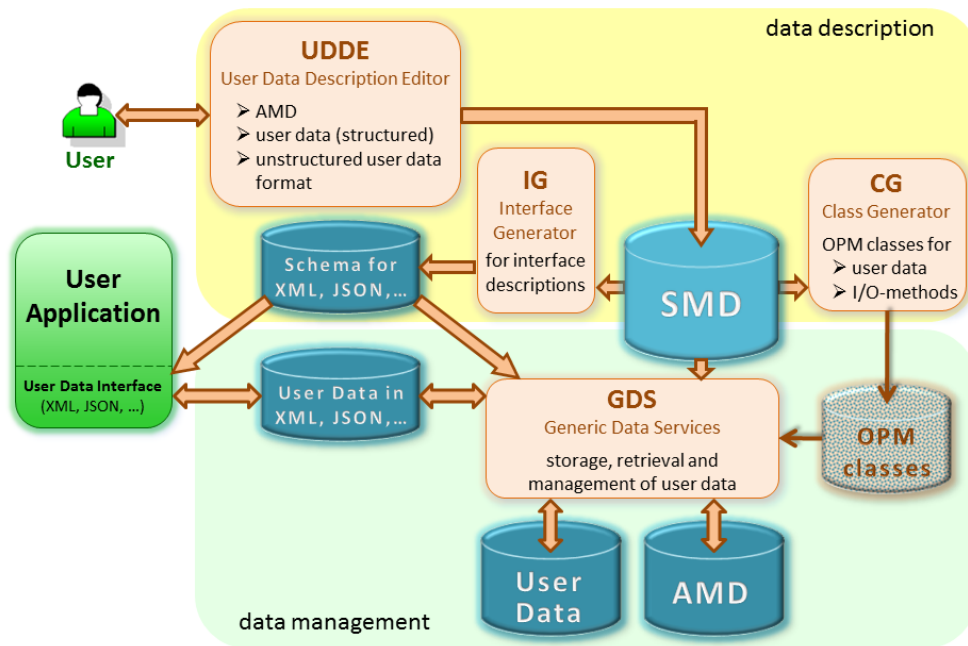 data description
UDDE
User Data Description Editor
➢ AMD
➢ user data (structured)
➢ unstructured user data
format
User
IG
Interface
Generator
for interface
descriptions
CG
Class Generator
OPM classes for
➢ user data
➢ I/O-methods
Schema for
XML, JSON,…
SMD
User
Application
User Data Interface
(XML, JSON, …)
User Data in
XML, JSON,…
GDS
Generic Data Services
storage, retrieval and
management of user data
OPM
classes
User
Data
AMD
data management